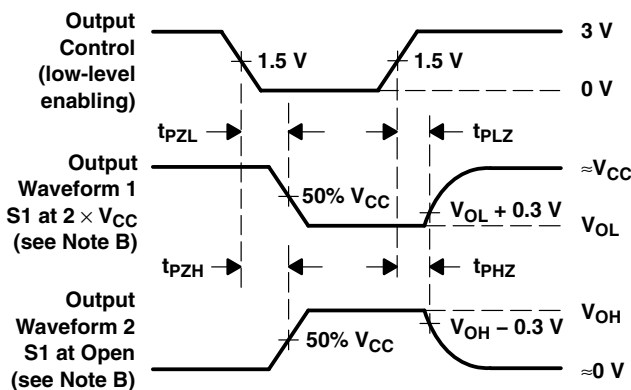 Output
Control
(low-level
enabling)
1.5 V
1.5 V
3 V
0 V
tPZL
tPLZ
Output
Waveform 1
S1 at 2 × VCC
(see Note B)
50% VCC
VOL + 0.3 V
≈VCC
VOL
tPZH
tPHZ
Output
Waveform 2
S1 at Open
(see Note B)
50% VCC
VOH − 0.3 V
VOH
≈0 V